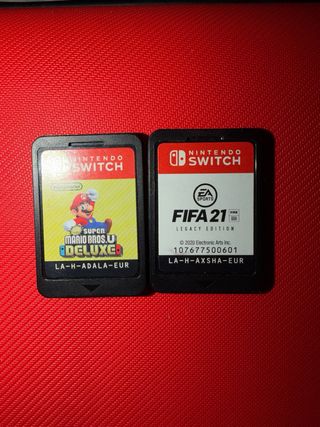 NINTENDO
SWITCH
SUPER
MARIO BROS. U
DELUXE
LA-H-ADALA-EUR
NINTENDO
SWITCH
EA
SPORTS
FIFA 21
LEGACY EDITION
© 2020 Electronic Arts Inc.
107677500601
LA-H-AXSHA-EUR